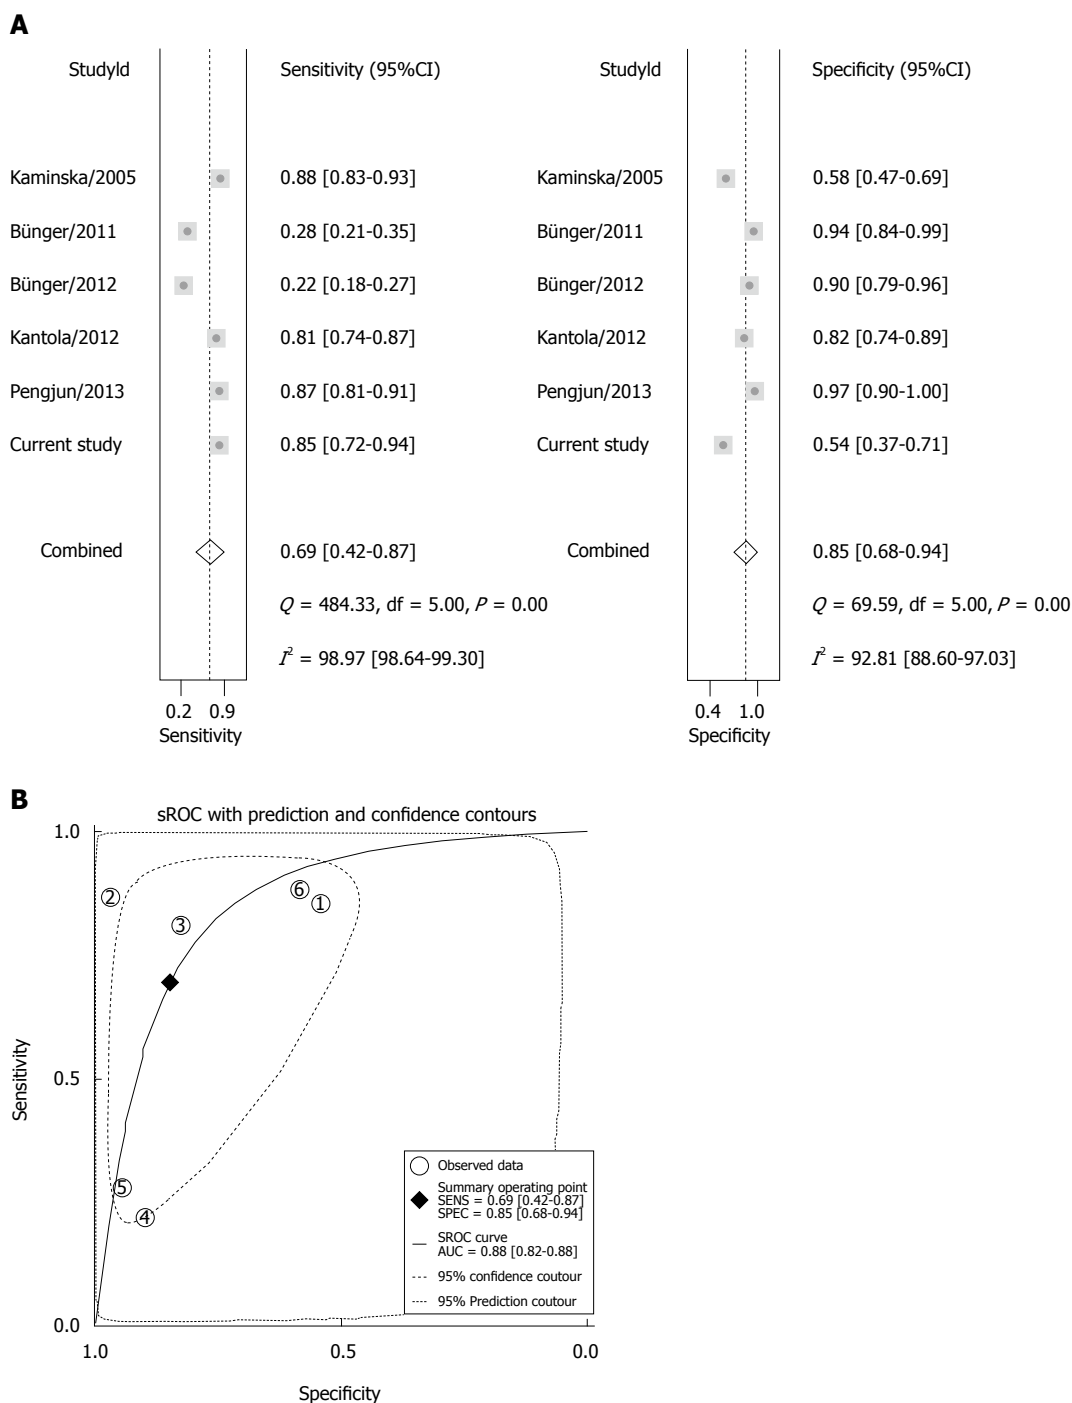 A
StudyId Sensitivity (95%CI) StudyId Specificity (95%CI)
Kaminska/2005 0.88 [0.83-0.93] Kaminska/2005 0.58 [0.47-0.69]
Bünger/2011 0.28 [0.21-0.35] Bünger/2011 0.94 [0.84-0.99]
Bünger/2012 0.22 [0.18-0.27] Bünger/2012 0.90 [0.79-0.96]
Kantola/2012 0.81 [0.74-0.87] Kantola/2012 0.82 [0.74-0.89]
Pengjun/2013 0.87 [0.81-0.91] Pengjun/2013 0.97 [0.90-1.00]
Current study 0.85 [0.72-0.94] Current study 0.54 [0.37-0.71]
Combined 0.69 [0.42-0.87] Combined 0.85 [0.68-0.94]
Q = 484.33, df = 5.00, P = 0.00 Q = 69.59, df = 5.00, P = 0.00
I² = 98.97 [98.64-99.30] I² = 92.81 [88.60-97.03]
0.2 0.9 0.4 1.0
Sensitivity Specificity
B
sROC with prediction and confidence contours
1.0
2
6
1
3
Sensitivity
0.5
5
4
Observed data
Summary operating point
SENS = 0.69 [0.42-0.87]
SPEC = 0.85 [0.68-0.94]
SROC curve
AUC = 0.88 [0.82-0.88]
95% confidence coutour
95% Prediction coutour
0.0
1.0 0.5 0.0
Specificity